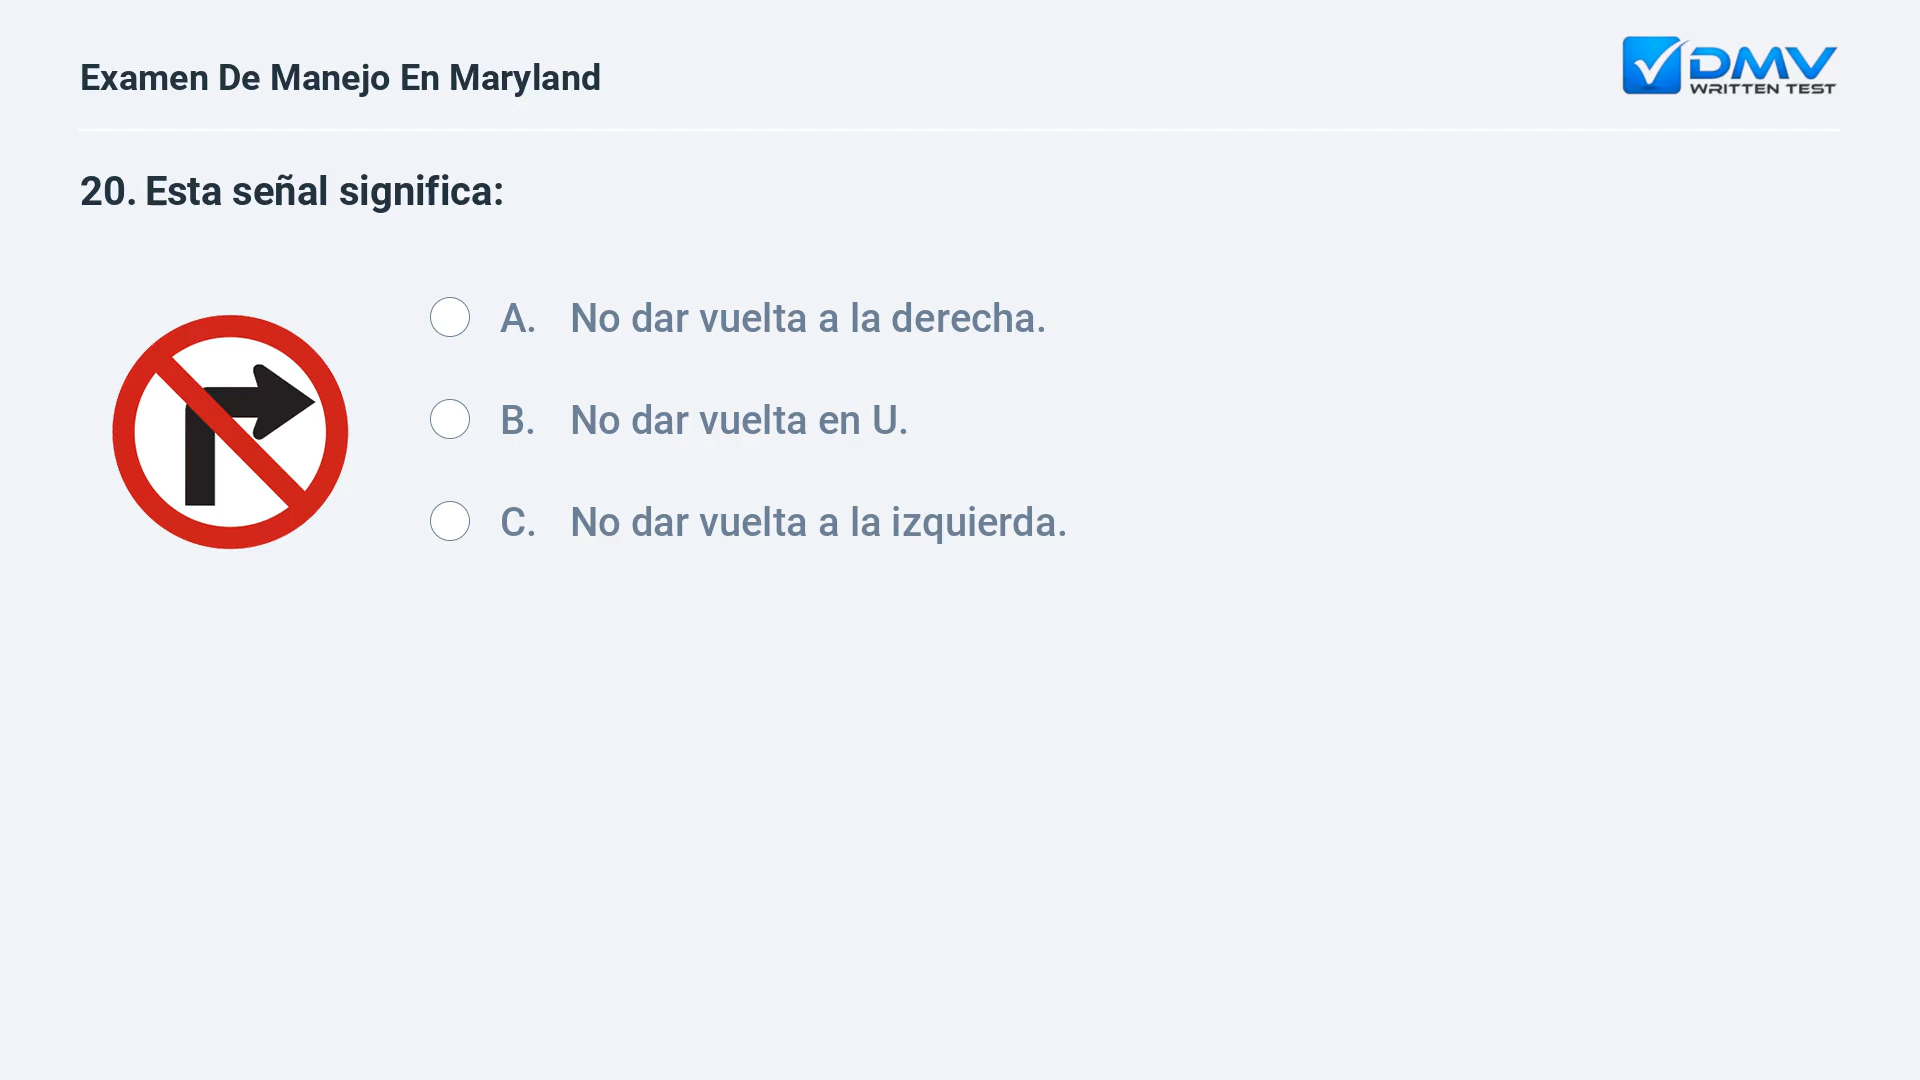 Examen De Manejo En Maryland
DMV
WRITTEN TEST
20. Esta señal significa:
A. No dar vuelta a la derecha.
B. No dar vuelta en U.
C. No dar vuelta a la izquierda.